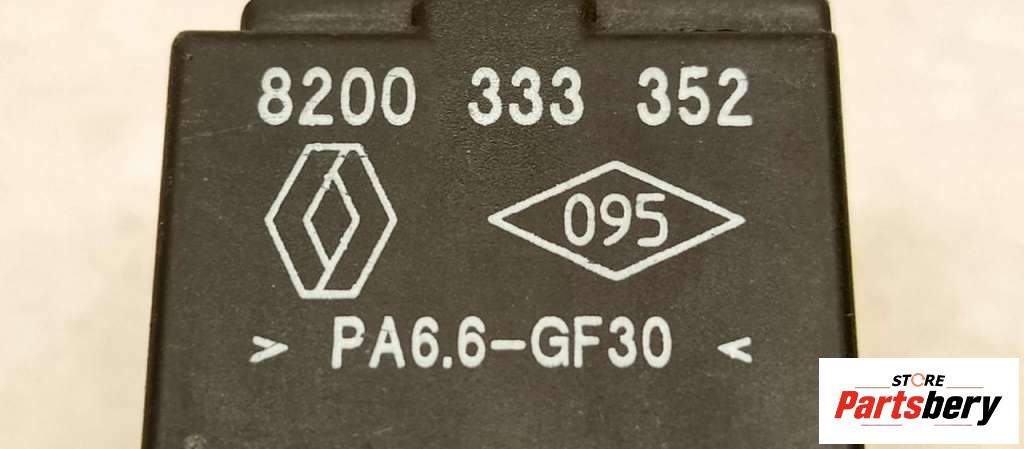 8200 333 352
095
> PA6.6-GF30 <
STORE
Partsbery